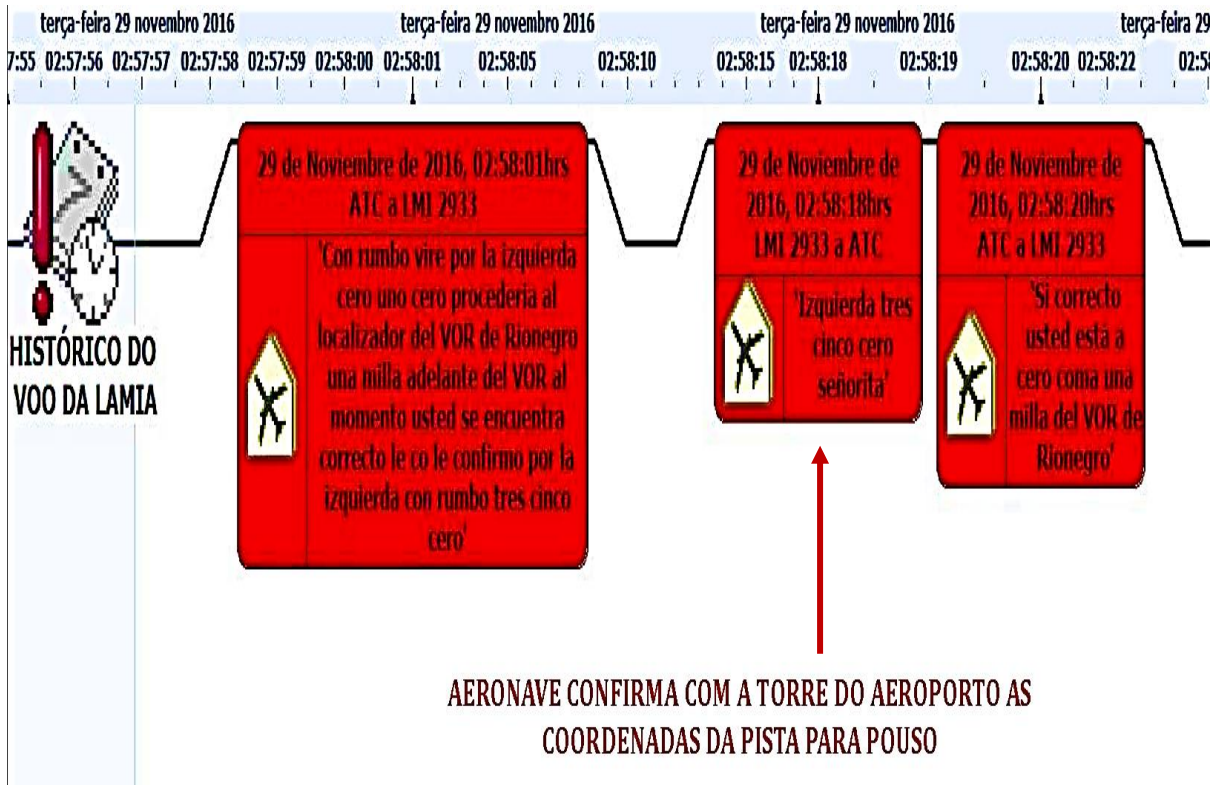 terça-feira 29 novembro 2016
terça-feira 29 novembro 2016
terça-feira 29 novembro 2016
terça-feira 29
7:55 02:57:56 02:57:57 02:57:58 02:57:59 02:58:00 02:58:01 02:58:05 02:58:10 02:58:15 02:58:18 02:58:19 02:58:20 02:58:22 02:58
HISTÓRICO DO
VOO DA LAMIA
29 de Noviembre de 2016, 02:58:01hrs
ATC a LMI 2933
'Con rumbo vire por la izquierda
cero uno cero procederia al
localizador del VOR de Rionegro
una milla adelante del VOR al
momento usted se encuentra
correcto le co le confirmo por la
izquierda con rumbo tres cinco
cero'
29 de Noviembre de
2016, 02:58:18hrs
LMI 2933 a ATC
'Izquierda tres
cinco cero
señorita'
29 de Noviembre de
2016, 02:58:20hrs
ATC a LMI 2933
'Si correcto
usted está a
cero coma una
milla del VOR de
Rionegro'
AERONAVE CONFIRMA COM A TORRE DO AEROPORTO AS
COORDENADAS DA PISTA PARA POUSO